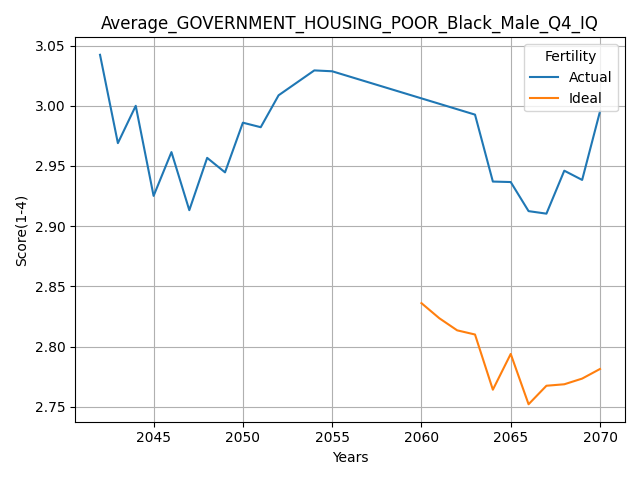 Average_GOVERNMENT_HOUSING_POOR_Black_Male_Q4_IQ
Fertility
Actual
Ideal
Score(1-4)
3.05
3.00
2.95
2.90
2.85
2.80
2.75
2045 2050 2055 2060 2065 2070
Years